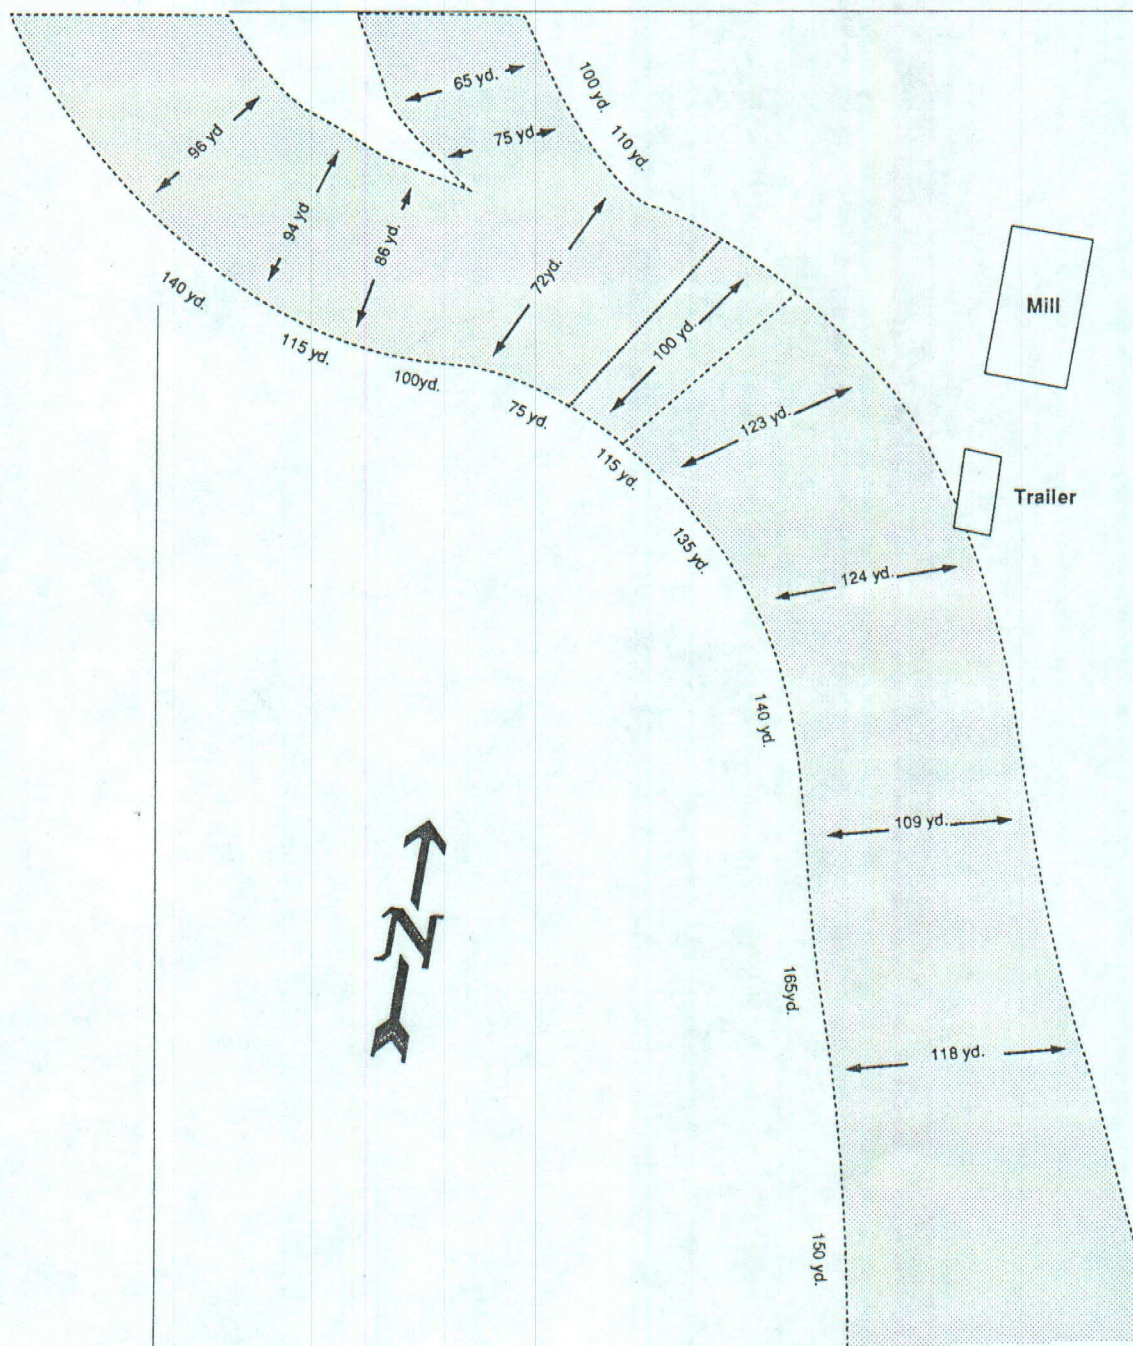 65 yd.
100 yd.
75 yd.
110 yd.
96 yd
94 yd
86 yd.
72yd.
140 yd.
115 yd.
100yd.
75 yd.
100 yd.
Mill
123 yd.
115 yd.
Trailer
135 yd.
124 yd.
140 yd.
109 yd.
N
165yd.
118 yd.
150 yd.